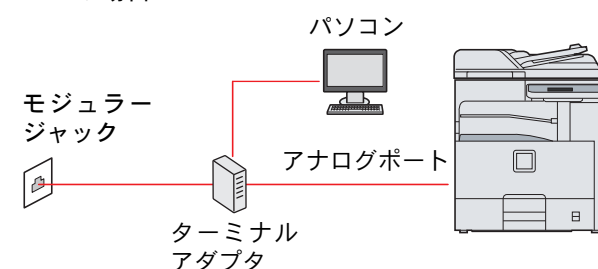 パソコン
モジュラー
ジャック
アナログポート
ターミナル
アダプタ